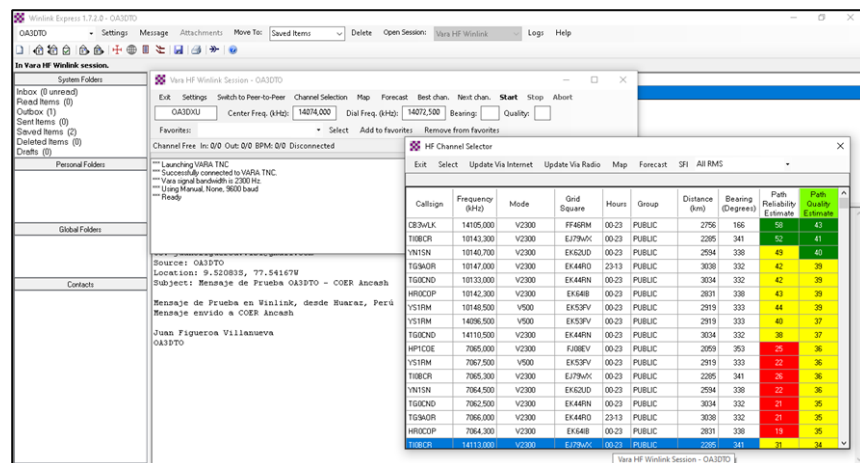 Winlink Express 1.7.2.0 - OA3DTO
OA3DTO Settings Message Attachments Move To: Saved Items Delete Open Session: Vara HF Winlink Logs Help
In Vara HF Winlink session.
System Folders
Inbox (0 unread)
Read Items (0)
Outbox (1)
Sent Items (0)
Saved Items (2)
Deleted Items (0)
Drafts (0)
Personal Folders
Global Folders
Contacts
Vara HF Winlink Session - OA3DTO
Exit Settings Switch to Peer-to-Peer Channel Selection Map Forecast Best chan. Next chan. Start Stop Abort
OA3DXU Center Freq. (kHz): 14074,000 Dial Freq. (kHz): 14072,500 Bearing: Quality:
Favorites: Select Add to favorites Remove from favorites
Channel Free In: 0/0 Out: 0/0 BPM: 0/0 Disconnected
*** Launching VARA TNC
*** Successfully connected to VARA TNC.
*** Vara signal bandwidth is 2300 Hz.
*** Using Manual, None, 9600 baud
*** Ready
Source: OA3DTO
Location: 9.52083S, 77.54167W
Subject: Mensaje de Prueba OA3DTO - COER Ancash
Mensaje de Prueba en Winlink, desde Huaraz, Perú
Mensaje envido a COER Ancash
Juan Figueroa Villanueva
OA3DTO
HF Channel Selector
Exit Select Update Via Internet Update Via Radio Map Forecast SFI All RMS
Callsign Frequency (kHz) Mode Grid Square Hours Group Distance (km) Bearing (Degrees) Path Reliability Estimate Path Quality Estimate
CB3WLK 14105,000 V2300 FF46RM 00-23 PUBLIC 2756 166 58 43
TI0BCR 10143,300 V2300 EJ79WX 00-23 PUBLIC 2285 341 52 41
YN1SN 10140,700 V2300 EK62UD 00-23 PUBLIC 2594 338 49 40
TG9AOR 10147,000 V2300 EK44RO 23-13 PUBLIC 3038 332 42 39
TG0CND 10133,000 V2300 EK44RN 00-23 PUBLIC 3034 332 42 39
HR0COP 10142,300 V2300 EK64IB 00-23 PUBLIC 2831 338 43 39
YS1RM 10148,500 V500 EK53FV 00-23 PUBLIC 2919 333 44 39
YS1RM 14096,500 V500 EK53FV 00-23 PUBLIC 2919 333 40 37
TG0CND 14110,500 V2300 EK44RN 00-23 PUBLIC 3034 332 38 37
HP1COE 7065,000 V2300 FJ08EV 00-23 PUBLIC 2059 353 25 36
YS1RM 7067,500 V500 EK53FV 00-23 PUBLIC 2919 333 22 36
TI0BCR 7065,300 V2300 EJ79WX 00-23 PUBLIC 2285 341 26 36
YN1SN 7064,500 V2300 EK62UD 00-23 PUBLIC 2594 338 22 36
TG0CND 7062,500 V2300 EK44RN 00-23 PUBLIC 3034 332 21 35
TG9AOR 7066,000 V2300 EK44RO 23-13 PUBLIC 3038 332 21 35
HR0COP 7064,300 V2300 EK64IB 00-23 PUBLIC 2831 338 19 35
TI0BCR 14113,000 V2300 EJ79WX 00-23 PUBLIC 2285 341 31 34
Vara HF Winlink Session - OA3DTO